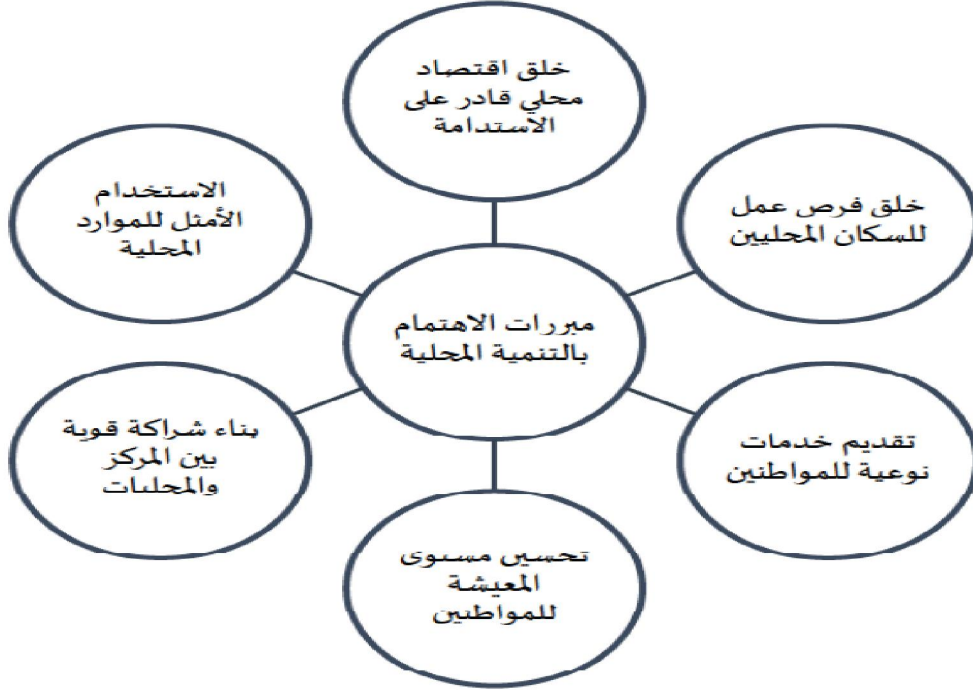 خلق اقتصاد
محلي قادر على
الاستدامة
خلق فرص عمل
للسكان المحليين
تقديم خدمات
نوعية للمواطنين
تحسين مستوى
المعيشة
للمواطنين
بناء شراكة قوية
بين المركز
والمحليات
الاستخدام
الأمثل للموارد
المحلية
مبررات الاهتمام
بالتنمية المحلية